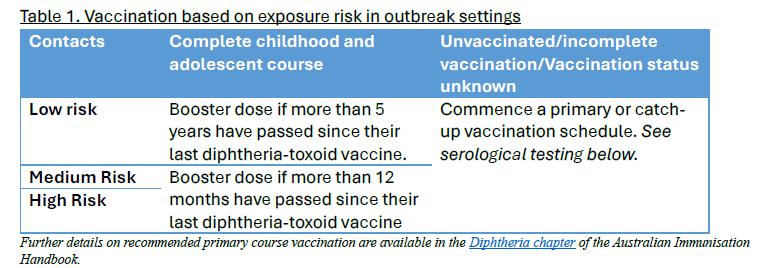 Table 1. Vaccination based on exposure risk in outbreak settings
Contacts
Complete childhood and
adolescent course
Unvaccinated/incomplete
vaccination/Vaccination status
unknown
Low risk
Booster dose if more than 5
years have passed since their
last diphtheria-toxoid vaccine.
Commence a primary or catch-
up vaccination schedule. See
serological testing below.
Medium Risk
High Risk
Booster dose if more than 12
months have passed since their
last diphtheria-toxoid vaccine
Further details on recommended primary course vaccination are available in the Diphtheria chapter of the Australian Immunisation
Handbook.